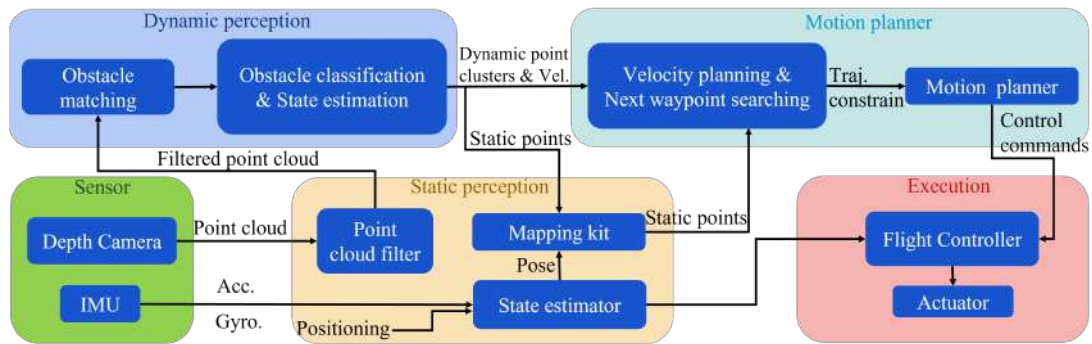 Dynamic perception
Obstacle
matching
Obstacle classification
& State estimation
Dynamic point
clusters & Vel.
Motion planner
Velocity planning &
Next waypoint searching
Traj.
constrain
Motion planner
Control
commands
Static points
Filtered point cloud
Sensor
Depth Camera
IMU
Point cloud
Acc.
Gyro.
Static perception
Point
cloud filter
Mapping kit
Static points
Pose
State estimator
Positioning
Execution
Flight Controller
Actuator